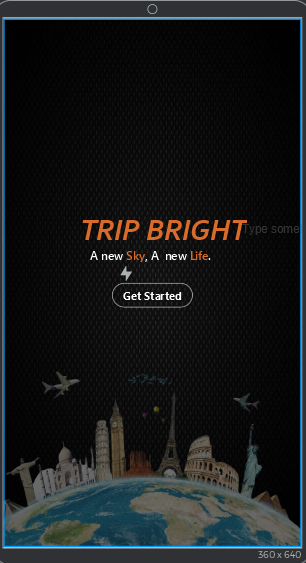 TRIP BRIGHT
Type some
A new Sky, A new Life.
Get Started
360 x 640